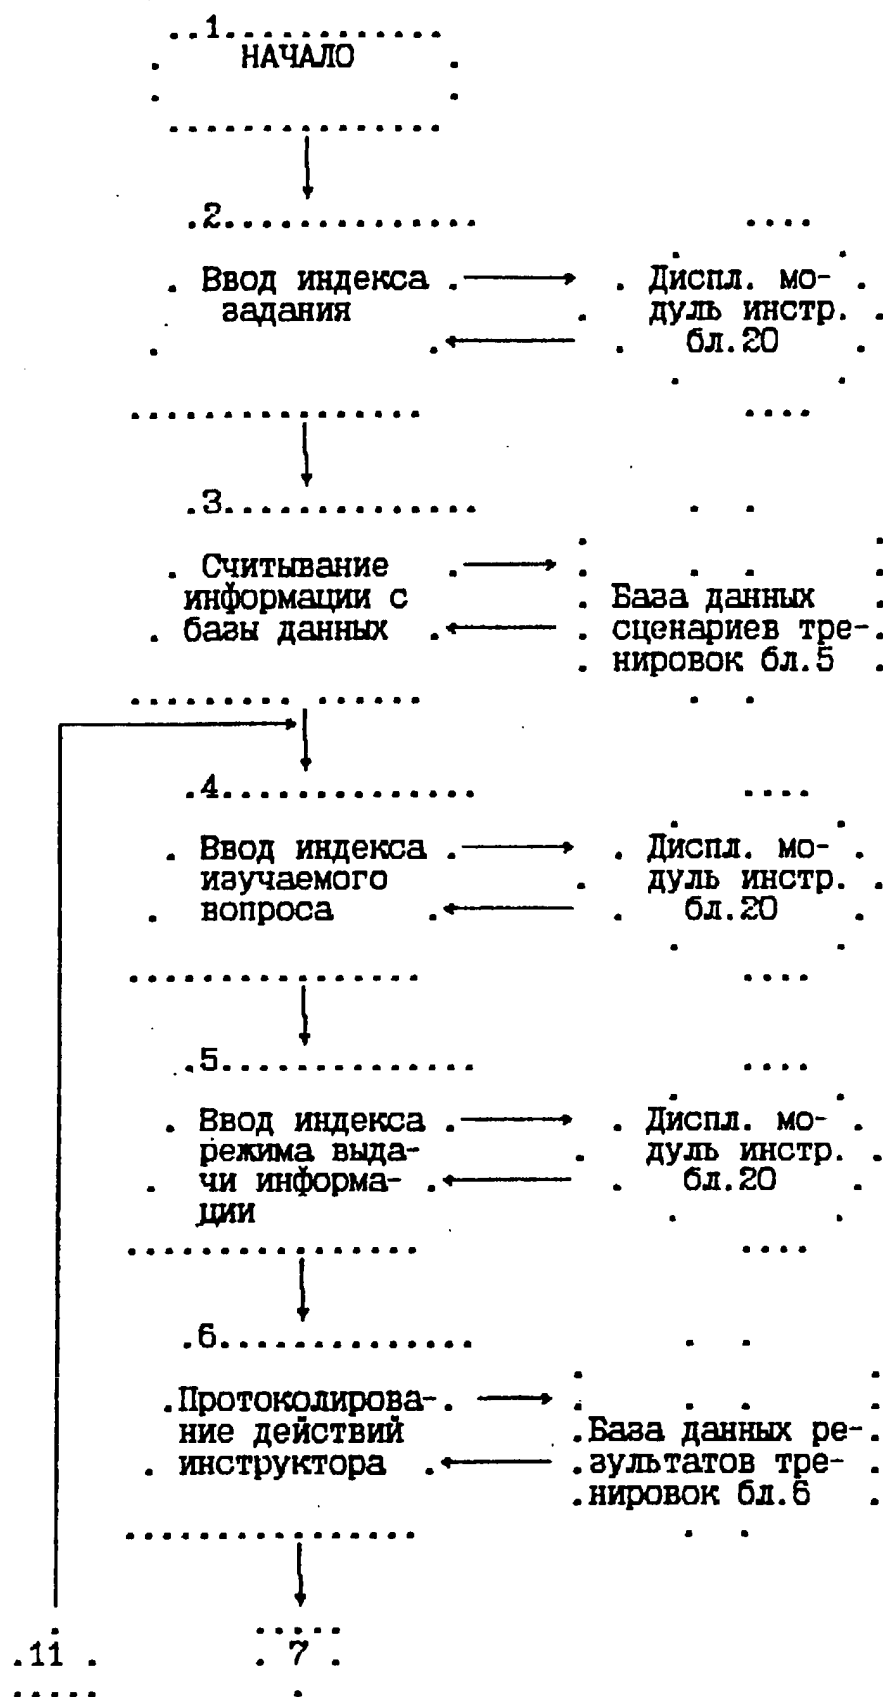 1
НАЧАЛО
2
Ввод индекса
задания
Диспл. мо-
дуль инстр.
бл.20
3
Считывание
информации с
базы данных
База данных
сценариев тре-
нировок бл.5
4
Ввод индекса
изучаемого
вопроса
Диспл. мо-
дуль инстр.
бл.20
5
Ввод индекса
режима выда-
чи информа-
ции
Диспл. мо-
дуль инстр.
бл.20
6
Протоколирова-
ние действий
инструктора
База данных ре-
зультатов тре-
нировок бл.6
11
7